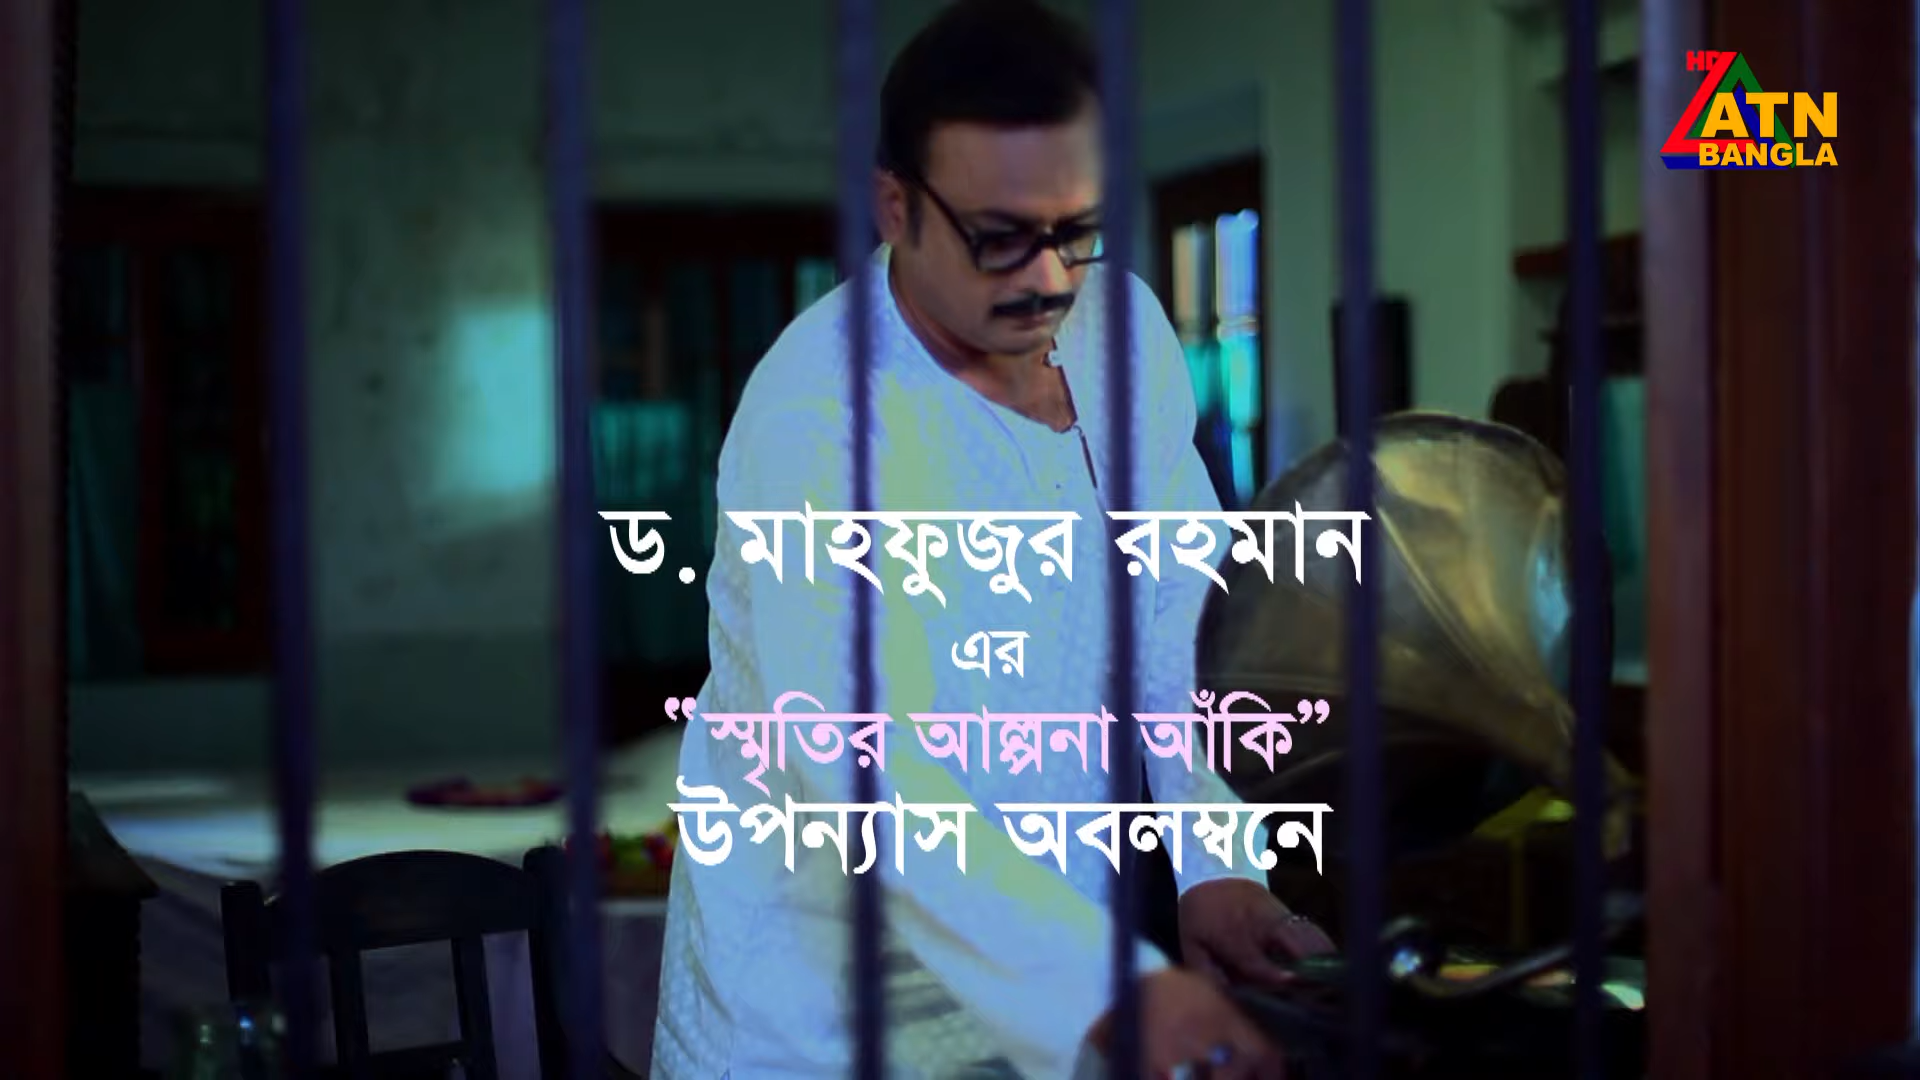 HD
ATN
BANGLA
ড. মাহফুজুর রহমান
এর
“স্মৃতির আল্পনা আঁকি”
উপন্যাস অবলম্বনে